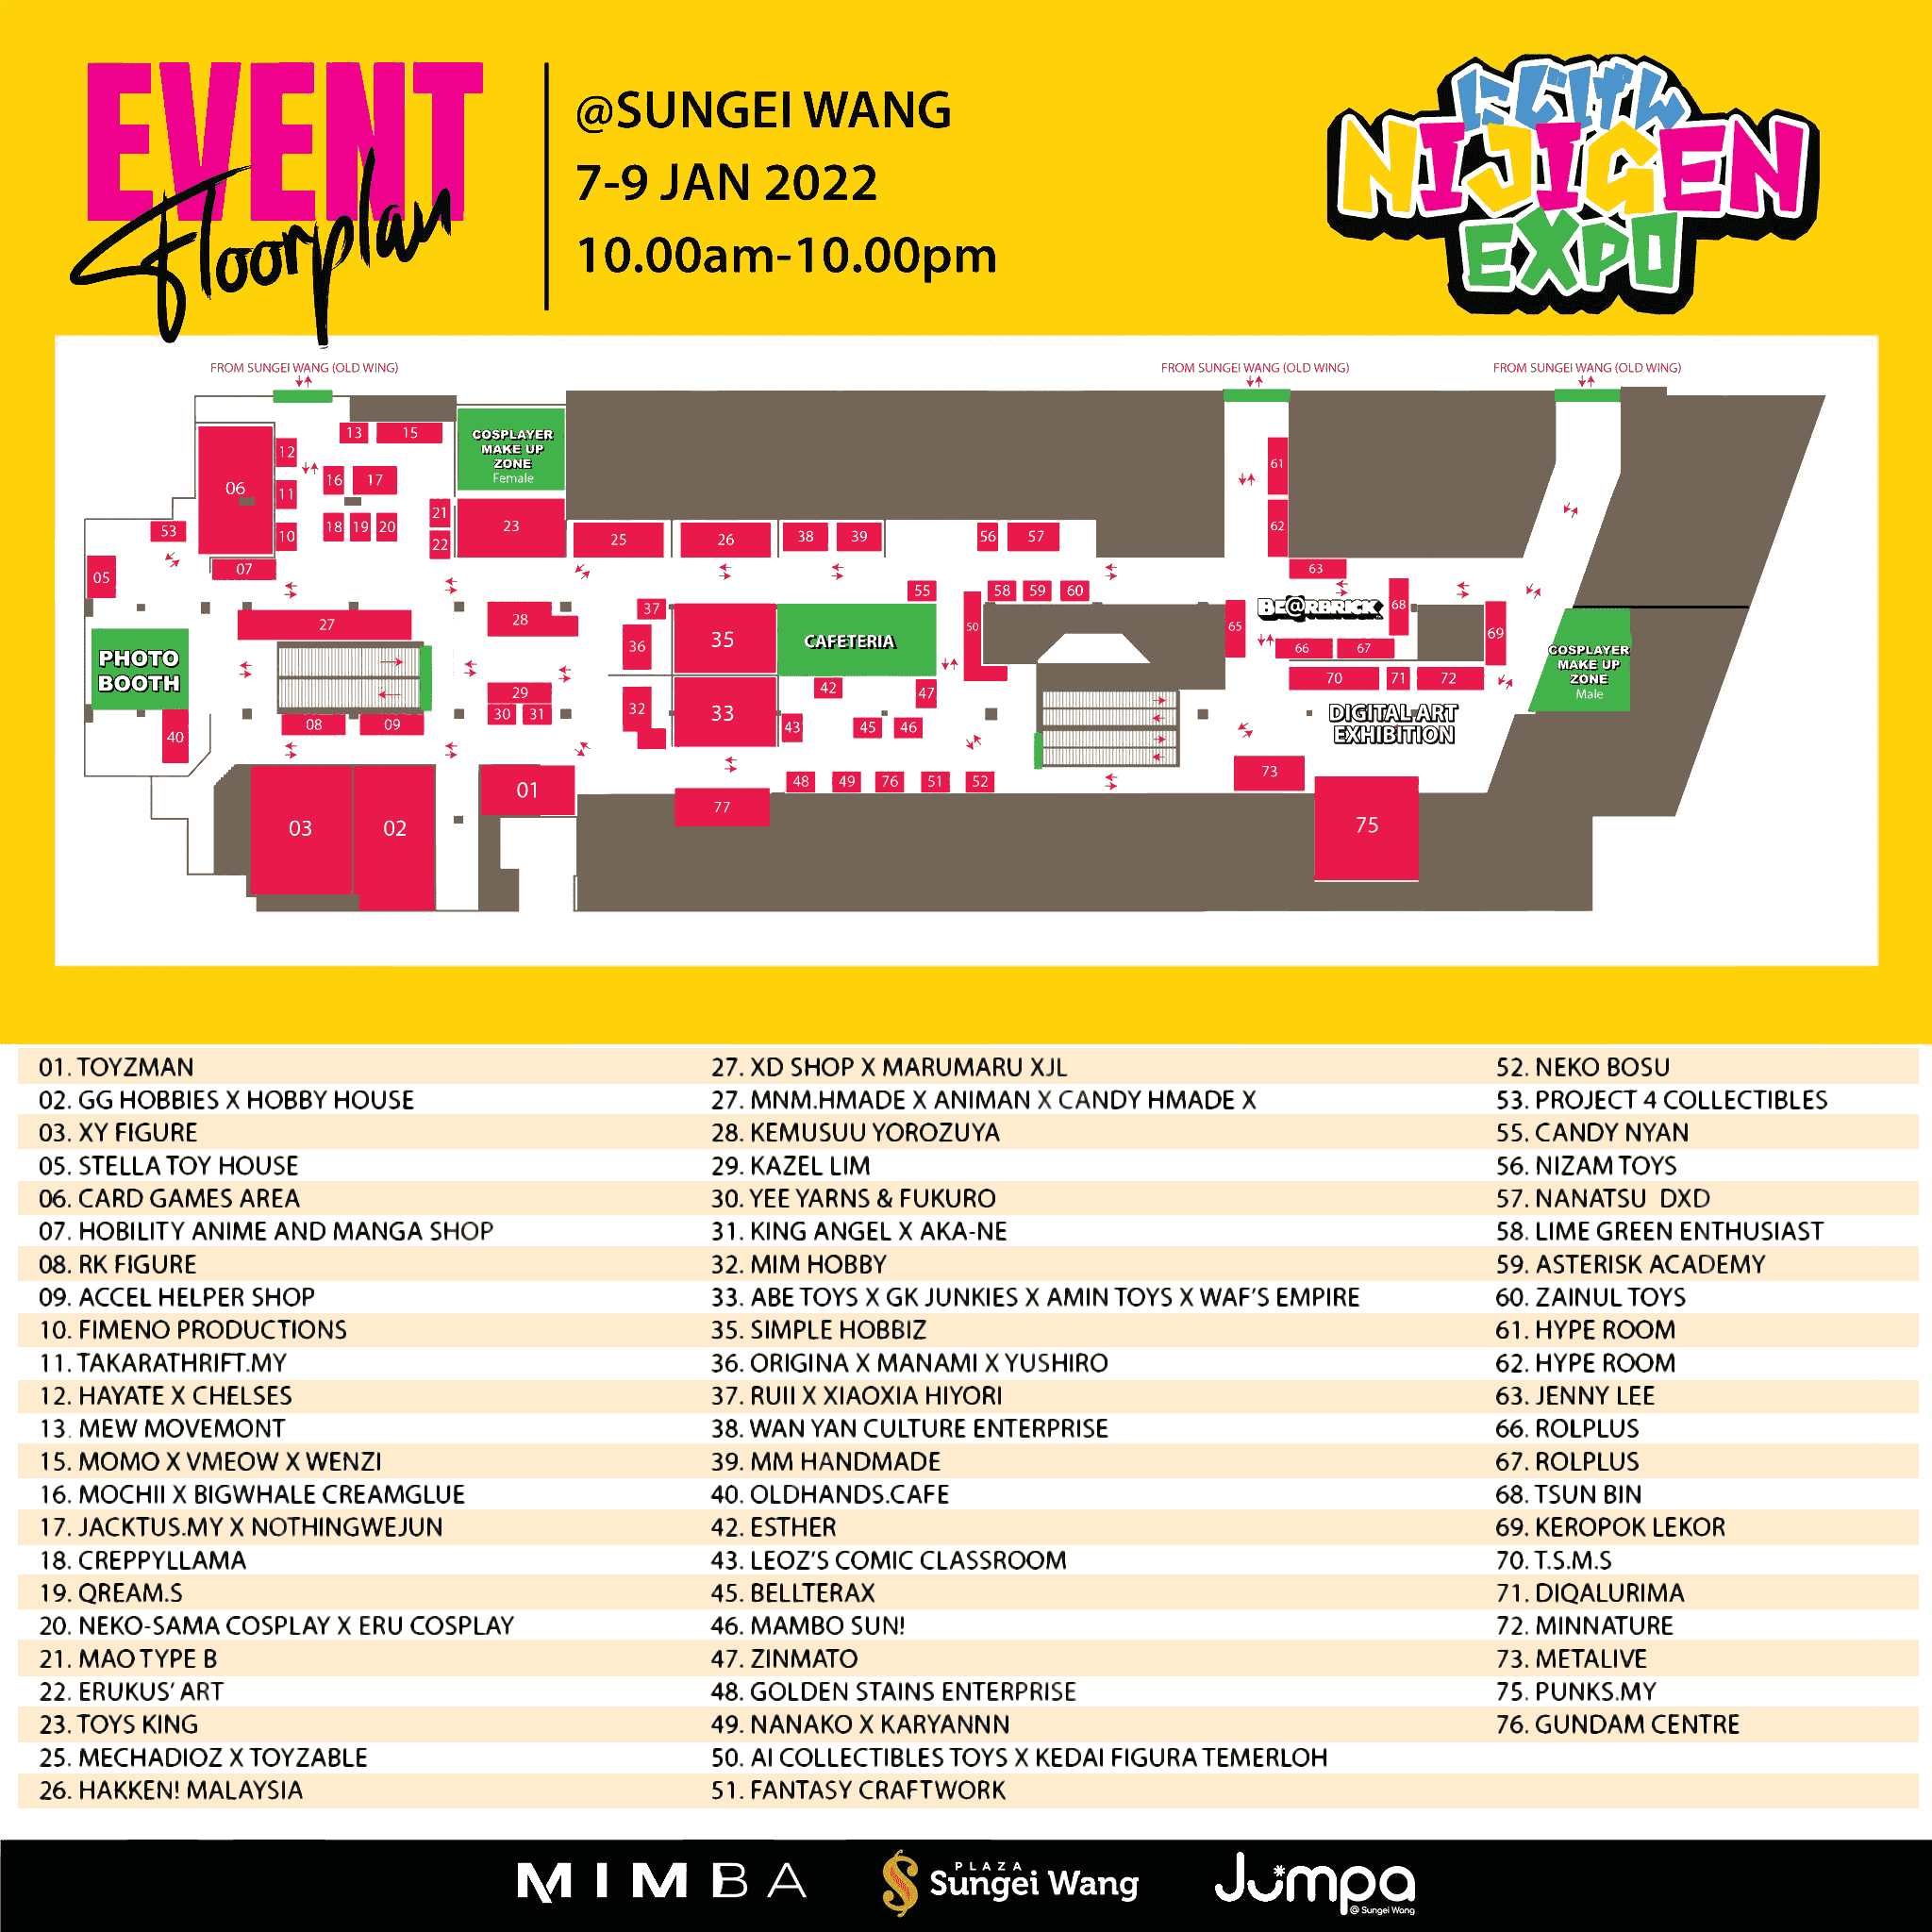 EVENT
Floorplan
@SUNGEI WANG
7-9 JAN 2022
10.00am-10.00pm
にじげん
NIJIGEN
EXPO
FROM SUNGEI WANG (OLD WING)
FROM SUNGEI WANG (OLD WING)
FROM SUNGEI WANG (OLD WING)
13 15
COSPLAYER
MAKE UP
ZONE
Female
12
06
16 17
11
61
21
18 19 20
23
62
53
10
22
25 26 38 39
56 57
07
63
05
55
58 59 60
BE@RBRICK
68
37
28
27
50
65
69
36
35
CAFETERIA
66 67
PHOTO
BOOTH
COSPLAYER
MAKE UP
ZONE
Male
29
42
47
70 71 72
30 31
32
33
08 09
43
45 46
DIGITAL ART
EXHIBITION
40
01
48 49 76 51 52
73
77
03 02
75
01. TOYZMAN
02. GG HOBBIES X HOBBY HOUSE
03. XY FIGURE
05. STELLA TOY HOUSE
06. CARD GAMES AREA
07. HOBILITY ANIME AND MANGA SHOP
08. RK FIGURE
09. ACCEL HELPER SHOP
10. FIMENO PRODUCTIONS
11. TAKARATHRIFT.MY
12. HAYATE X CHELSES
13. MEW MOVEMONT
15. MOMO X VMEOW X WENZI
16. MOCHII X BIGWHALE CREAMGLUE
17. JACKTUS.MY X NOTHINGWEJUN
18. CREPPYLLAMA
19. QREAM.S
20. NEKO-SAMA COSPLAY X ERU COSPLAY
21. MAO TYPE B
22. ERUKUS' ART
23. TOYS KING
25. MECHADIOZ X TOYZABLE
26. HAKKEN! MALAYSIA
27. XD SHOP X MARUMARU XJL
27. MNM.HMADE X ANIMAN X CANDY HMADE X
28. KEMUSUU YOROZUYA
29. KAZEL LIM
30. YEE YARNS & FUKURO
31. KING ANGEL X AKA-NE
32. MIM HOBBY
33. ABE TOYS X GK JUNKIES X AMIN TOYS X WAF'S EMPIRE
35. SIMPLE HOBBIZ
36. ORIGINA X MANAMI X YUSHIRO
37. RUII X XIAOXIA HIYORI
38. WAN YAN CULTURE ENTERPRISE
39. MM HANDMADE
40. OLDHANDS.CAFE
42. ESTHER
43. LEOZ'S COMIC CLASSROOM
45. BELLTERAX
46. MAMBO SUN!
47. ZINMATO
48. GOLDEN STAINS ENTERPRISE
49. NANAKO X KARYANNN
50. AI COLLECTIBLES TOYS X KEDAI FIGURA TEMERLOH
51. FANTASY CRAFTWORK
52. NEKO BOSU
53. PROJECT 4 COLLECTIBLES
55. CANDY NYAN
56. NIZAM TOYS
57. NANATSU DXD
58. LIME GREEN ENTHUSIAST
59. ASTERISK ACADEMY
60. ZAINUL TOYS
61. HYPE ROOM
62. HYPE ROOM
63. JENNY LEE
66. ROLPLUS
67. ROLPLUS
68. TSUN BIN
69. KEROPOK LEKOR
70. T.S.M.S
71. DIQALURIMA
72. MINNATURE
73. METALIVE
75. PUNKS.MY
76. GUNDAM CENTRE
MIMBA
PLAZA
Sungei Wang
Jumpa
@ Sungei Wang